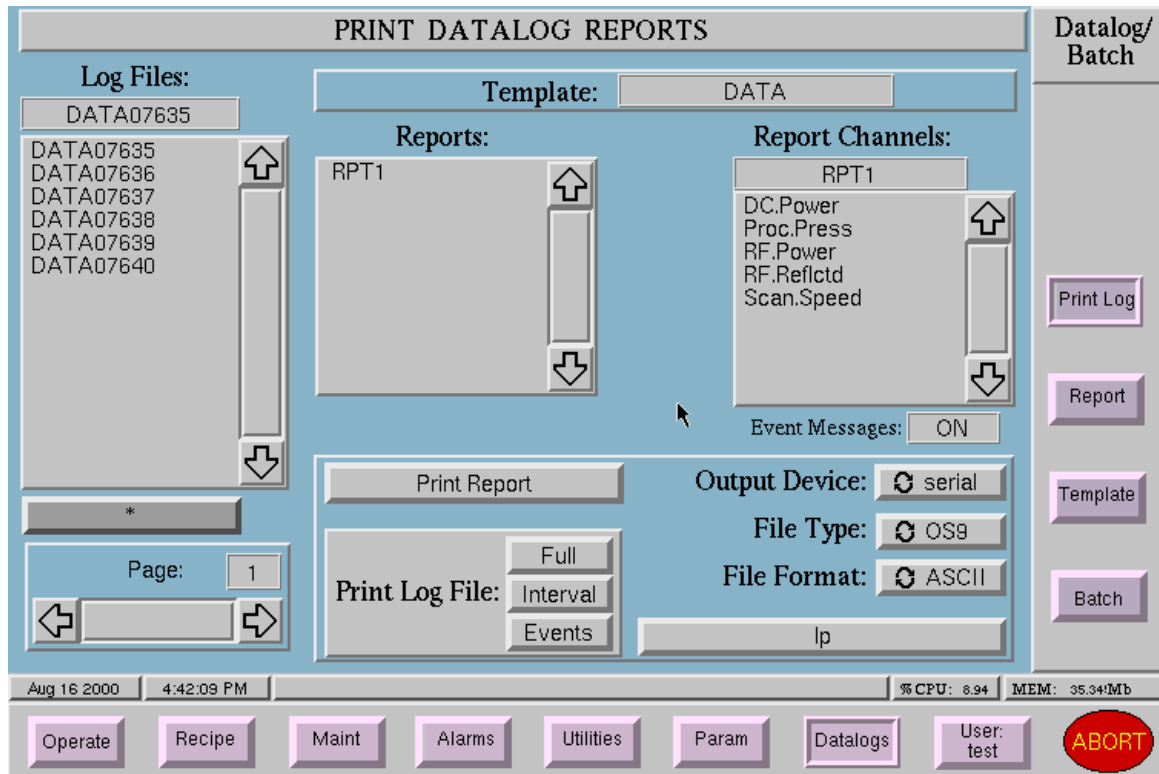 PRINT DATALOG REPORTS
Datalog/
Batch
Log Files:
DATA07635
DATA07635
DATA07636
DATA07637
DATA07638
DATA07639
DATA07640
*
Page: 1
Template: DATA
Reports:
RPT1
Report Channels:
RPT1
DC.Power
Proc.Press
RF.Power
RF.Reflctd
Scan.Speed
Event Messages: ON
Print Report
Print Log File:
Full
Interval
Events
Output Device: serial
File Type: OS9
File Format: ASCII
lp
Print Log
Report
Template
Batch
Aug 16 2000 4:42:09 PM %CPU: 8.94 MEM: 35.34!Mb
Operate Recipe Maint Alarms Utilities Param Datalogs User:
test
ABORT